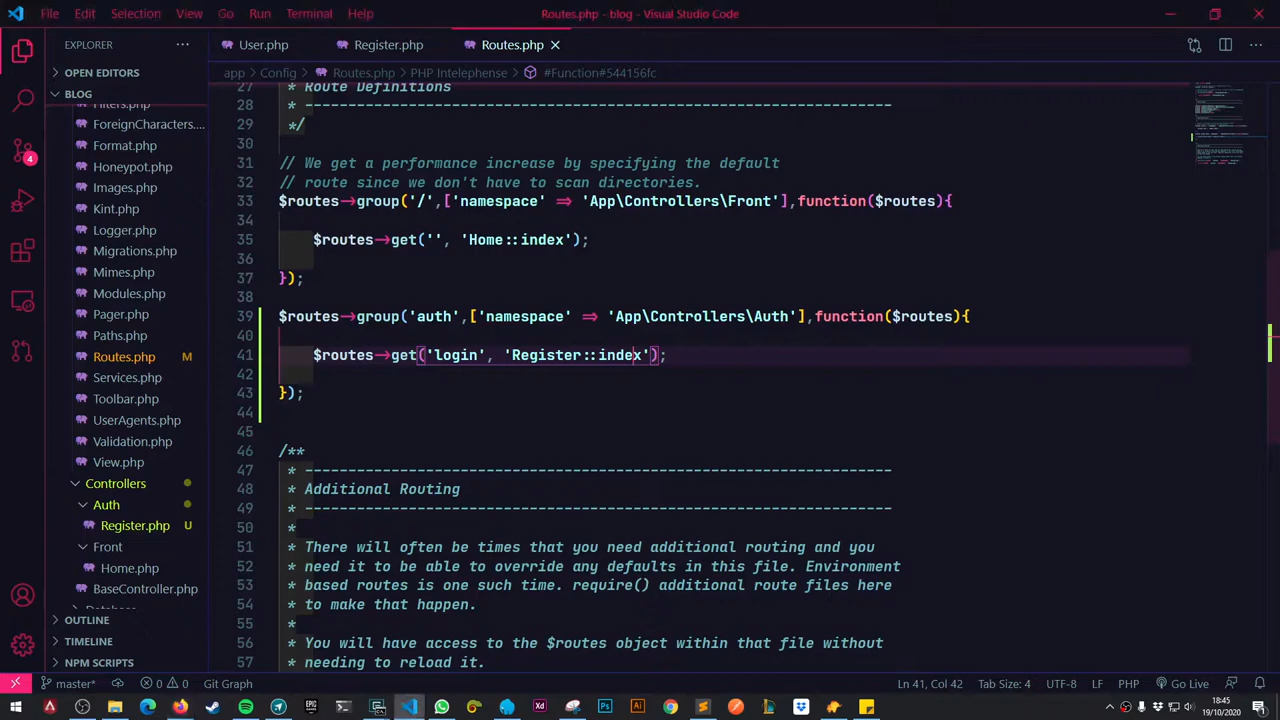 File Edit Selection View Go Run Terminal Help
Routes.php - blog - Visual Studio Code
EXPLORER
User.php Register.php Routes.php
OPEN EDITORS
app > Config > Routes.php > PHP Intelephense > #Function#544156fc
BLOG
Filters.php
ForeignCharacters....
Format.php
Honeypot.php
Images.php
Kint.php
Logger.php
Migrations.php
Mimes.php
Modules.php
Pager.php
Paths.php
Routes.php M
Services.php
Toolbar.php
UserAgents.php
Validation.php
View.php
Controllers
Auth
Register.php U
Front
Home.php
BaseController.php
OUTLINE
TIMELINE
NPM SCRIPTS
4
27 * Route Definitions
28 * --------------------------------------------------------------------
29 */
30
31 // We get a performance increase by specifying the default
32 // route since we don't have to scan directories.
33 $routes->group('/',['namespace' => 'App\Controllers\Front'],function($routes){
34
35 $routes->get('', 'Home::index');
36
37 });
38
39 $routes->group('auth',['namespace' => 'App\Controllers\Auth'],function($routes){
40
41 $routes->get('login', 'Register::index');
42
43 });
44
45
46 /**
47 * --------------------------------------------------------------------
48 * Additional Routing
49 * --------------------------------------------------------------------
50 *
51 * There will often be times that you need additional routing and you
52 * need it to be able to override any defaults in this file. Environment
53 * based routes is one such time. require() additional route files here
54 * to make that happen.
55 *
56 * You will have access to the $routes object within that file without
57 * needing to reload it.
master* 0 0 Git Graph
Ln 41, Col 42 Tab Size: 4 UTF-8 LF PHP Go Live
18:45
19/10/2020